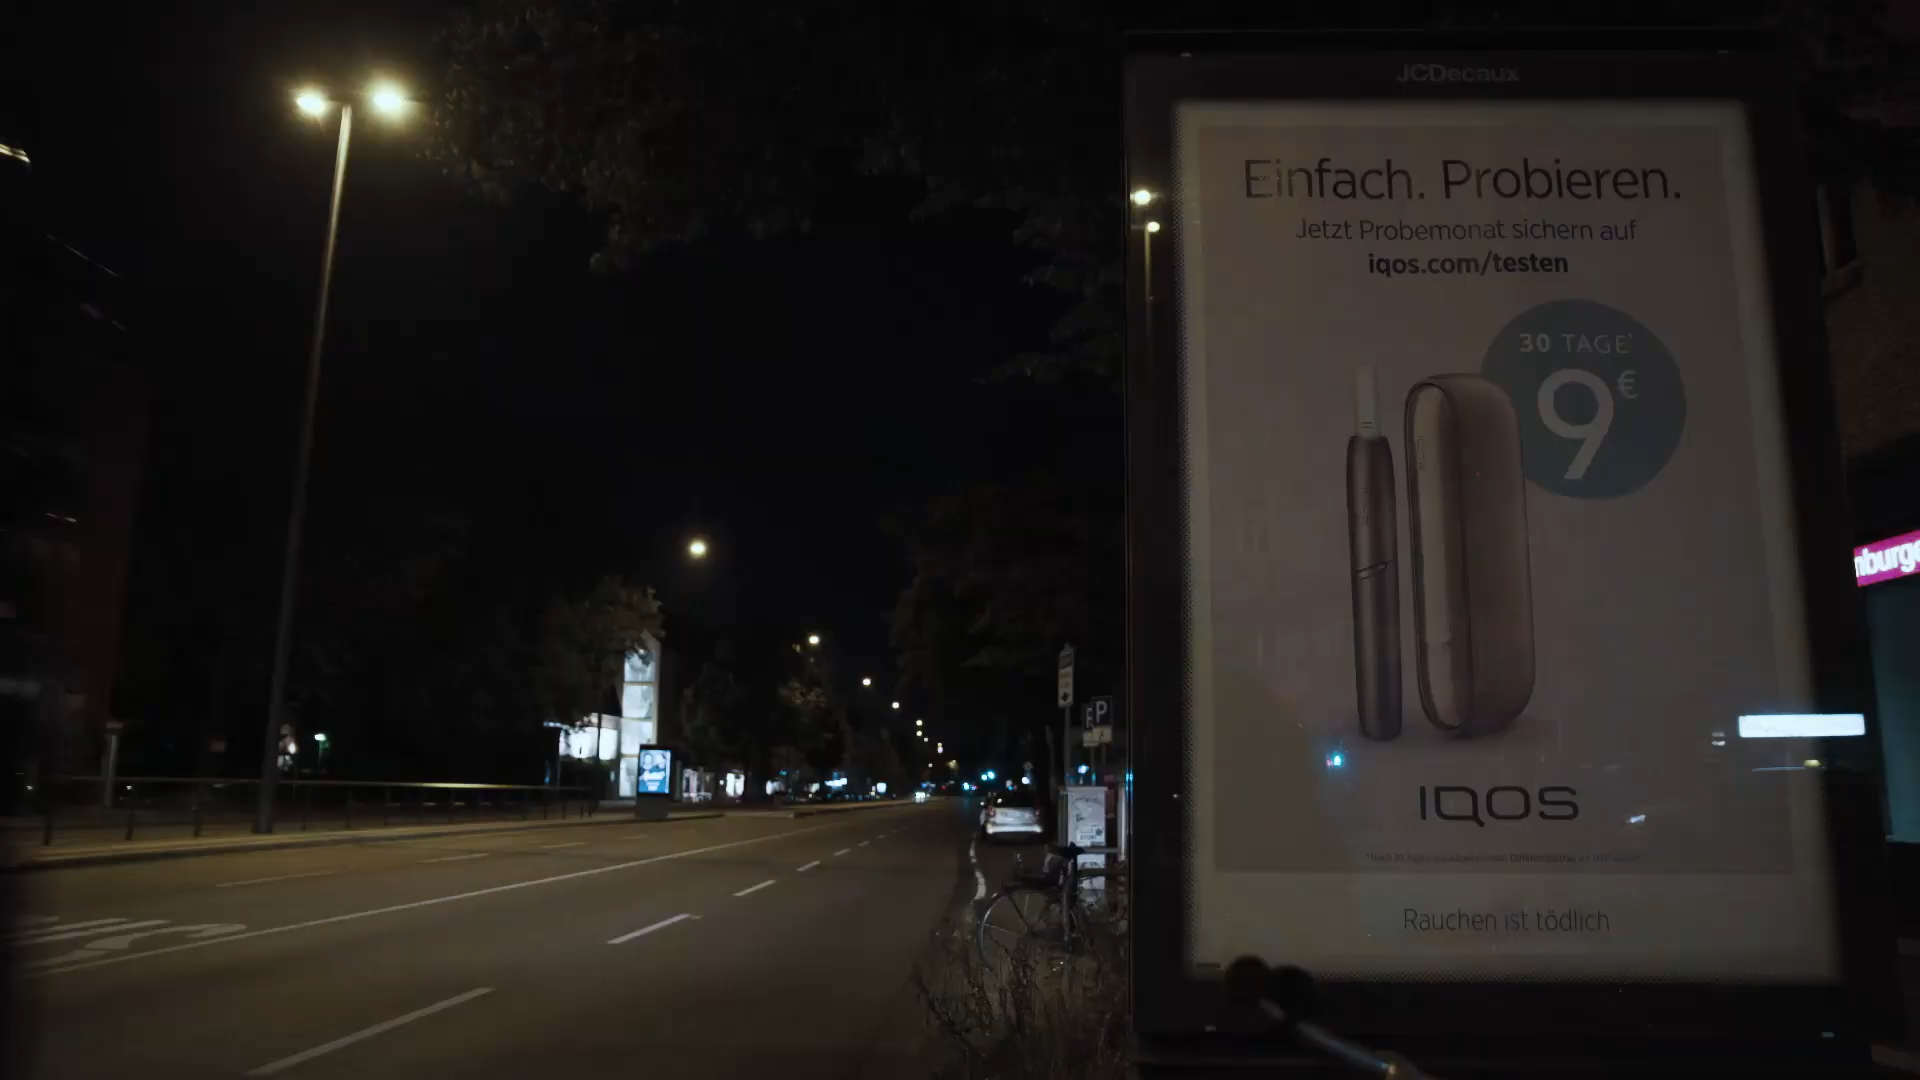 JCDecaux
Einfach. Probieren.
Jetzt Probemonat sichern auf
iqos.com/testen
30 TAGE*
9€
IQOS
Rauchen ist tödlich
P